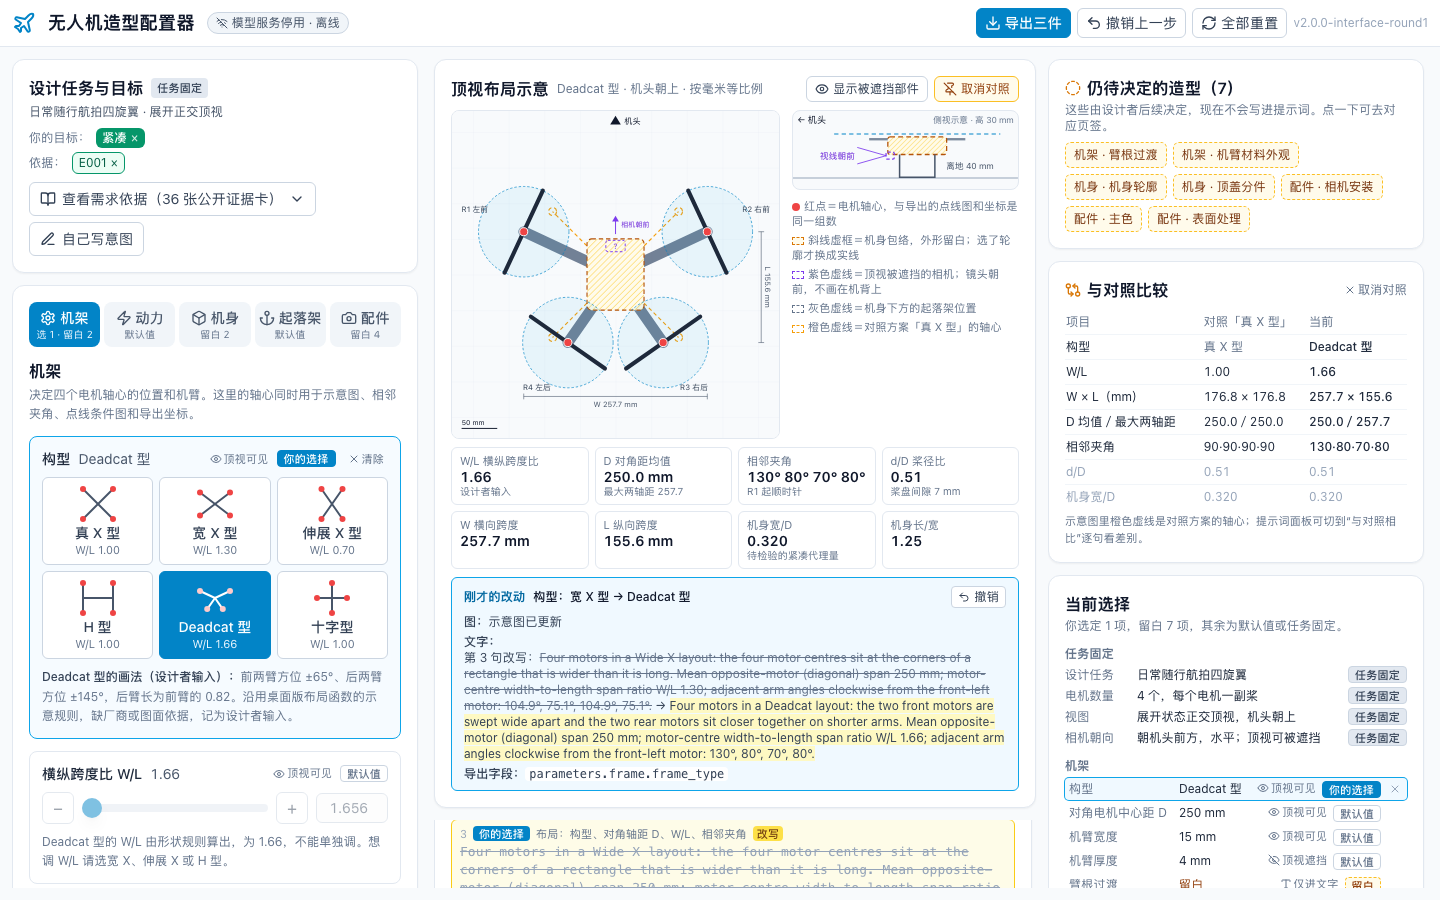 无人机造型配置器
模型服务停用 · 离线
导出三件
撤销上一步
全部重置
v2.0.0-interface-round1
设计任务与目标
任务固定
日常随行航拍四旋翼 · 展开正交顶视
你的目标：
紧凑 ×
依据：
E001 ×
查看需求依据（36 张公开证据卡）
自己写意图
机架
选 1 · 留白 2
动力
默认值
机身
留白 2
起落架
默认值
配件
留白 4
机架
决定四个电机轴心的位置和机臂。这里的轴心同时用于示意图、相邻
夹角、点线条件图和导出坐标。
构型 Deadcat 型
顶视可见
你的选择
× 清除
真 X 型
W/L 1.00
宽 X 型
W/L 1.30
伸展 X 型
W/L 0.70
H 型
W/L 1.00
Deadcat 型
W/L 1.66
十字型
W/L 1.00
Deadcat 型的画法（设计者输入）：前两臂方位 ±65°、后两臂
方位 ±145°，后臂长为前臂的 0.82。沿用桌面版布局函数的示
意规则，缺厂商或图面依据，记为设计者输入。
横纵跨度比 W/L 1.66
顶视可见
默认值
−
+
1.656
Deadcat 型的 W/L 由形状规则算出，为 1.66，不能单独调。想
调 W/L 请选宽 X、伸展 X 或 H 型。
顶视布局示意 Deadcat 型 · 机头朝上 · 按毫米等比例
显示被遮挡部件
取消对照
机头
R1 左前
R2 右前
相机朝前
?
L 155.6 mm
R4 左后
R3 右后
W 257.7 mm
50 mm
← 机头
侧视示意 · 高 30 mm
视线朝前
离地 40 mm
红点＝电机轴心，与导出的点线图和坐标是
同一组数
斜线虚框＝机身包络，外形留白；选了轮
廓才换成实线
紫色虚线＝顶视被遮挡的相机；镜头朝
前，不画在机背上
灰色虚线＝机身下方的起落架位置
橙色虚线＝对照方案「真 X 型」的轴心
W/L 横纵跨度比
1.66
设计者输入
D 对角距均值
250.0 mm
最大两轴距 257.7
相邻夹角
130° 80° 70° 80°
R1 起顺时针
d/D 桨径比
0.51
桨盘间隙 7 mm
W 横向跨度
257.7 mm
L 纵向跨度
155.6 mm
机身宽/D
0.320
待检验的紧凑代理量
机身长/宽
1.25
刚才的改动 构型：宽 X 型 → Deadcat 型
撤销
图：示意图已更新
文字：
第 3 句改写：Four motors in a Wide X layout: the four motor centres sit at the corners of a
rectangle that is wider than it is long. Mean opposite-motor (diagonal) span 250 mm; motor-
centre width-to-length span ratio W/L 1.30; adjacent arm angles clockwise from the front-left
motor: 104.9°, 75.1°, 104.9°, 75.1°. → Four motors in a Deadcat layout: the two front motors are
swept wide apart and the two rear motors sit closer together on shorter arms. Mean opposite-
motor (diagonal) span 250 mm; motor-centre width-to-length span ratio W/L 1.66; adjacent arm
angles clockwise from the front-left motor: 130°, 80°, 70°, 80°.
导出字段： parameters.frame.frame_type
3 你的选择 布局：构型、对角轴距 D、W/L、相邻夹角 改写
Four motors in a Wide X layout: the four motor centres sit at the
corners of a rectangle that is wider than it is long. Mean opposite-
motor (diagonal) span 250 mm; motor-centre width-to-length span ratio
仍待决定的造型（7）
这些由设计者后续决定，现在不会写进提示词。点一下可去对
应页签。
机架 · 臂根过渡
机架 · 机臂材料外观
机身 · 机身轮廓
机身 · 顶盖分件
配件 · 相机安装
配件 · 主色
配件 · 表面处理
与对照比较
× 取消对照
项目 对照「真 X 型」 当前
构型 真 X 型 Deadcat 型
W/L 1.00 1.66
W × L（mm） 176.8 × 176.8 257.7 × 155.6
D 均值 / 最大两轴距 250.0 / 250.0 250.0 / 257.7
相邻夹角 90·90·90·90 130·80·70·80
d/D 0.51 0.51
机身宽/D 0.320 0.320
示意图里橙色虚线是对照方案的轴心；提示词面板可切到“与对照相
比”逐句看差别。
当前选择
你选定 1 项，留白 7 项，其余为默认值或任务固定。
任务固定
设计任务 日常随行航拍四旋翼 任务固定
电机数量 4 个，每个电机一副桨 任务固定
视图 展开状态正交顶视，机头朝上 任务固定
相机朝向 朝机头前方，水平；顶视可被遮挡 任务固定
机架
构型 Deadcat 型 顶视可见 你的选择 ×
对角电机中心距 D 250 mm 顶视可见 默认值
机臂宽度 15 mm 顶视可见 默认值
机臂厚度 4 mm 顶视遮挡 默认值
臂根过渡 留白 仅进文字 留白